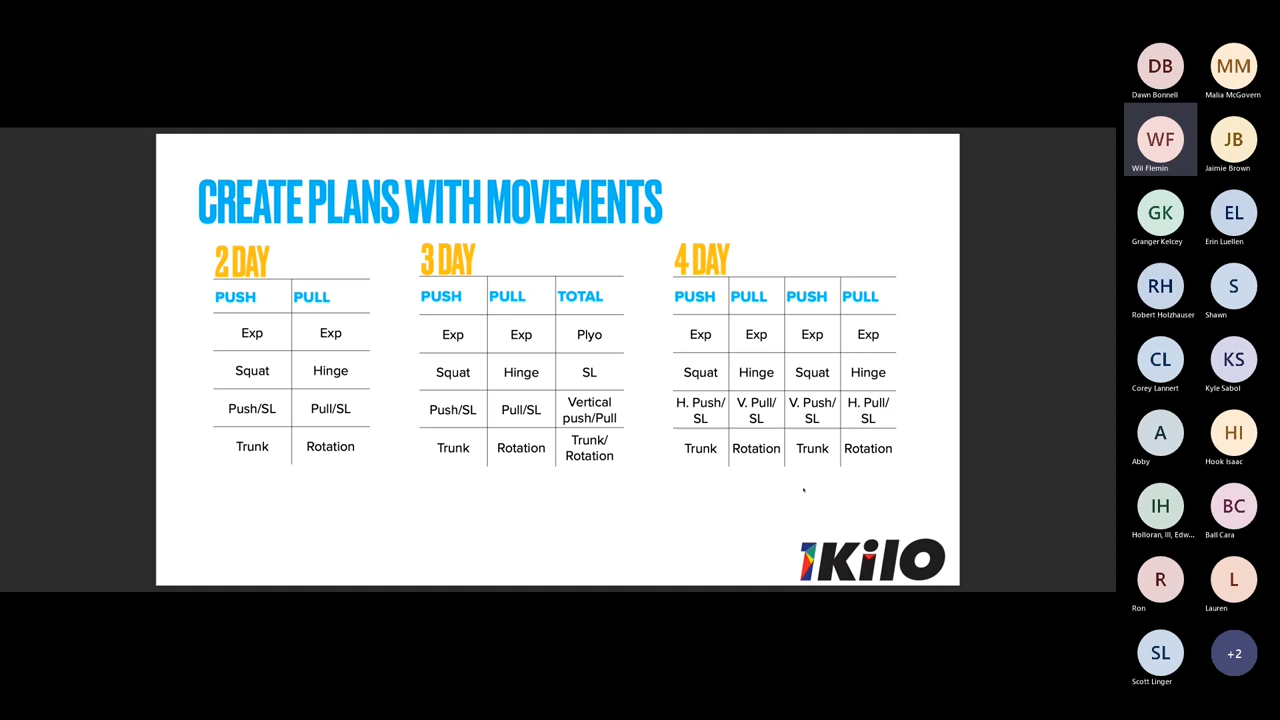 CREATE PLANS WITH MOVEMENTS
2 DAY
PUSH PULL
Exp Exp
Squat Hinge
Push/SL Pull/SL
Trunk Rotation
3 DAY
PUSH PULL TOTAL
Exp Exp Plyo
Squat Hinge SL
Push/SL Pull/SL Vertical
push/Pull
Trunk Rotation Trunk/
Rotation
4 DAY
PUSH PULL PUSH PULL
Exp Exp Exp Exp
Squat Hinge Squat Hinge
H. Push/ V. Pull/ V. Push/ H. Pull/
SL SL SL SL
Trunk Rotation Trunk Rotation
1Kilo
DB MM
Dawn Bonnell Malia McGovern
WF JB
Wil Flemin Jaimie Brown
GK EL
Granger Kelcey Erin Luellen
RH S
Robert Holzhauser Shawn
CL KS
Corey Lannert Kyle Sabol
A HI
Abby Hook Isaac
IH BC
Holloran, III, Edw... Ball Cara
R L
Ron Lauren
SL +2
Scott Linger